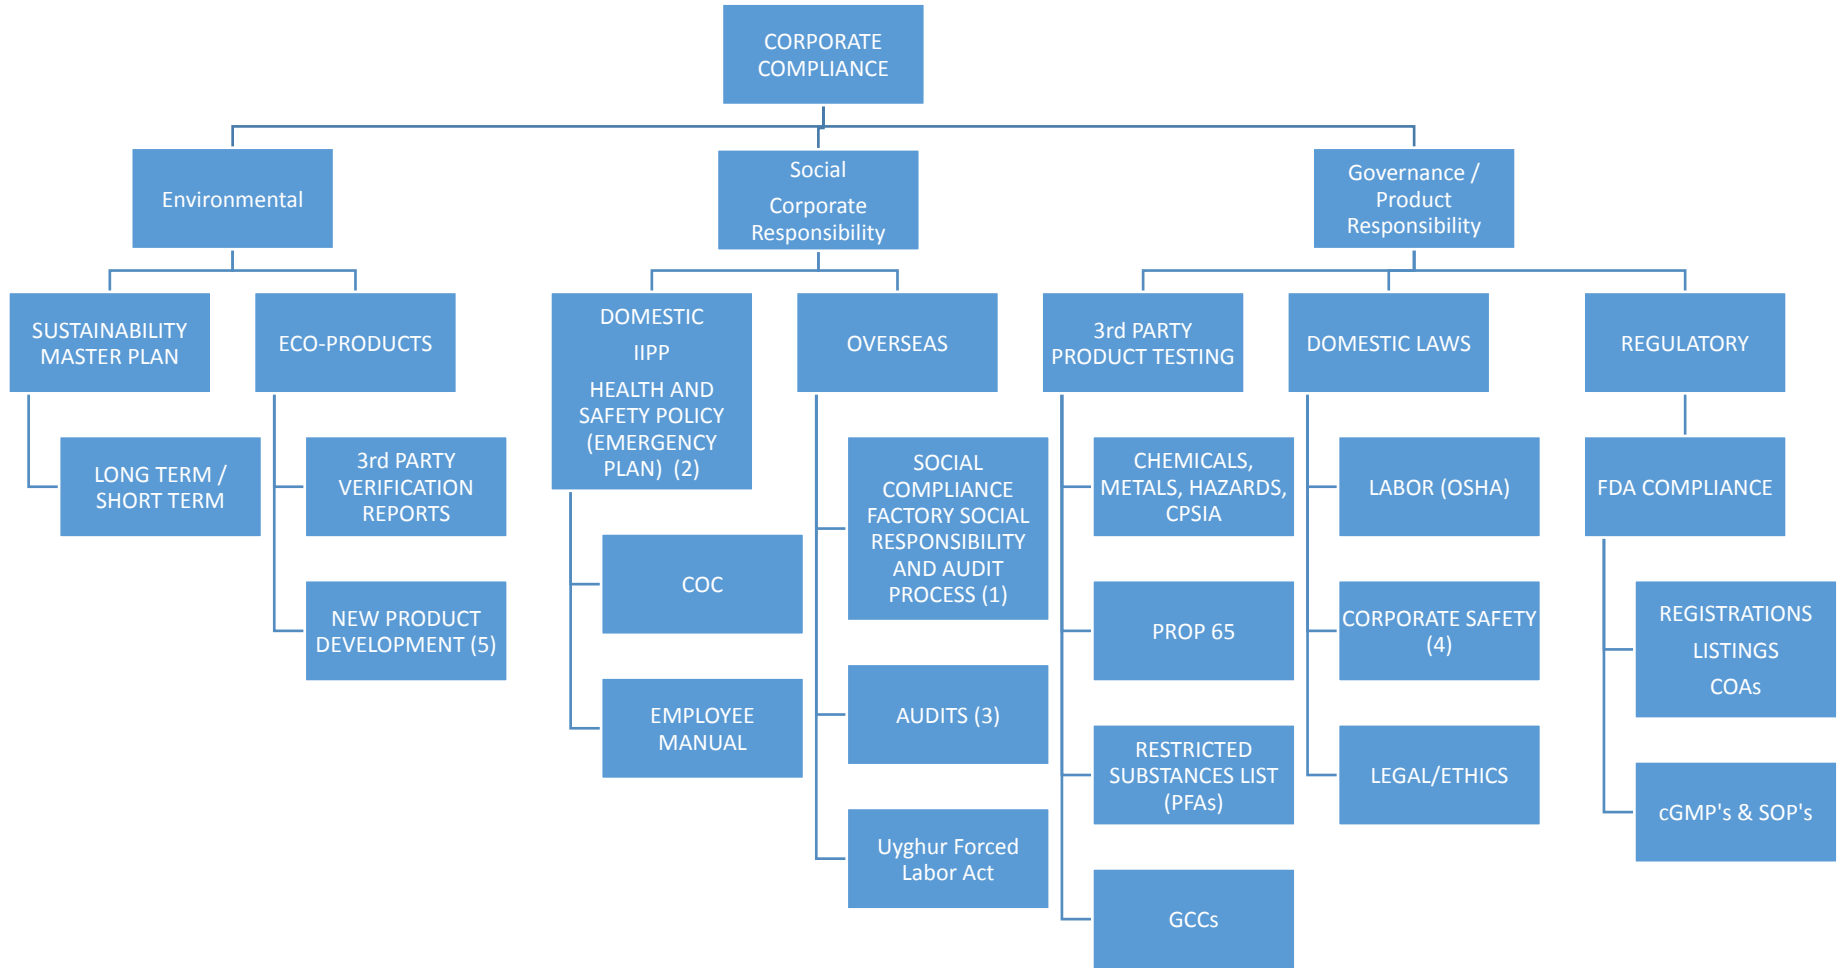 CORPORATE
COMPLIANCE
Environmental
Social
Corporate
Responsibility
Governance /
Product
Responsibility
SUSTAINABILITY
MASTER PLAN
ECO-PRODUCTS
DOMESTIC
IIPP
HEALTH AND
SAFETY POLICY
(EMERGENCY
PLAN) (2)
OVERSEAS
3rd PARTY
PRODUCT TESTING
DOMESTIC LAWS
REGULATORY
LONG TERM /
SHORT TERM
3rd PARTY
VERIFICATION
REPORTS
NEW PRODUCT
DEVELOPMENT (5)
COC
EMPLOYEE
MANUAL
SOCIAL
COMPLIANCE
FACTORY SOCIAL
RESPONSIBILITY
AND AUDIT
PROCESS (1)
AUDITS (3)
Uyghur Forced
Labor Act
CHEMICALS,
METALS, HAZARDS,
CPSIA
PROP 65
RESTRICTED
SUBSTANCES LIST
(PFAs)
GCCs
LABOR (OSHA)
CORPORATE SAFETY
(4)
LEGAL/ETHICS
FDA COMPLIANCE
REGISTRATIONS
LISTINGS
COAs
cGMP's & SOP's